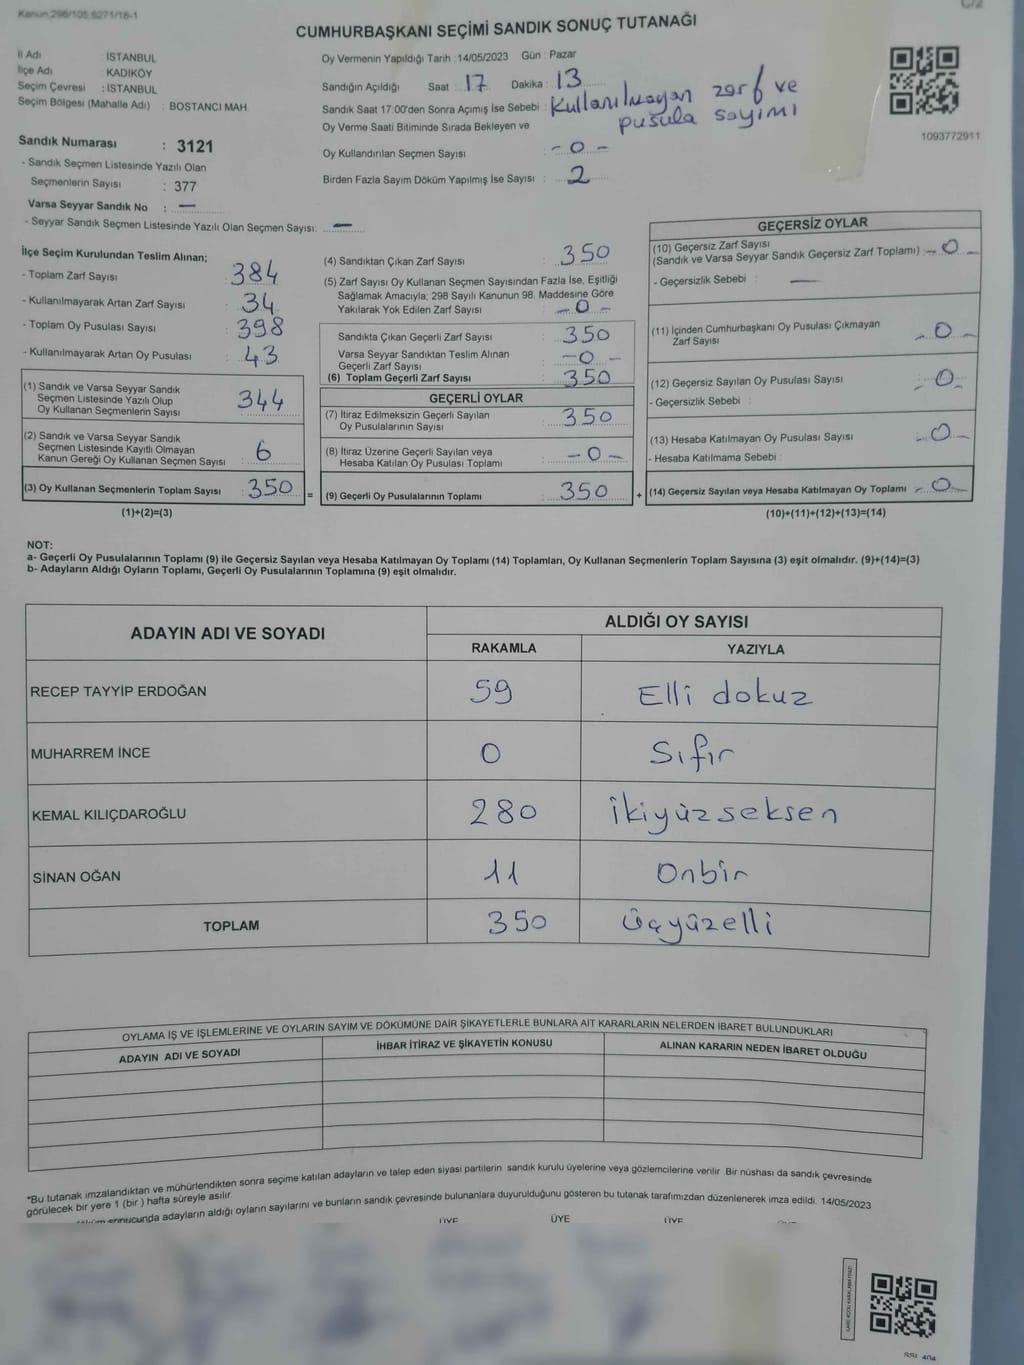 Kanun:298/105,6271/18-1
C/2
CUMHURBAŞKANI SEÇİMİ SANDIK SONUÇ TUTANAĞI
İl Adı İSTANBUL
İlçe Adı KADIKÖY
Seçim Çevresi : İSTANBUL
Seçim Bölgesi (Mahalle Adı) : BOSTANCI MAH.
Sandık Numarası : 3121
- Sandık Seçmen Listesinde Yazılı Olan
Seçmenlerin Sayısı : 377
Varsa Seyyar Sandık No : —
- Seyyar Sandık Seçmen Listesinde Yazılı Olan Seçmen Sayısı: —
Oy Vermenin Yapıldığı Tarih : 14/05/2023 Gün : Pazar
Sandığın Açıldığı Saat : 17 Dakika : 13
Sandık Saat 17:00'den Sonra Açımış İse Sebebi : Kullanılmayan zarf ve
pusula sayımı
Oy Verme Saati Bitiminde Sırada Bekleyen ve
Oy Kullandırılan Seçmen Sayısı : - 0 -
Birden Fazla Sayım Döküm Yapılmış İse Sayısı : 2
1093772911
İlçe Seçim Kurulundan Teslim Alınan;
- Toplam Zarf Sayısı : 384
- Kullanılmayarak Artan Zarf Sayısı : 34
- Toplam Oy Pusulası Sayısı : 398
- Kullanılmayarak Artan Oy Pusulası : 43
(1) Sandık ve Varsa Seyyar Sandık
Seçmen Listesinde Yazılı Olup
Oy Kullanan Seçmenlerin Sayısı : 344
(2) Sandık ve Varsa Seyyar Sandık
Seçmen Listesinde Kayıtlı Olmayan
Kanun Gereği Oy Kullanan Seçmen Sayısı : 6
(3) Oy Kullanan Seçmenlerin Toplam Sayısı : 350 =
(1)+(2)=(3)
(4) Sandıktan Çıkan Zarf Sayısı : 350
(5) Zarf Sayısı Oy Kullanan Seçmen Sayısından Fazla İse, Eşitliği
Sağlamak Amacıyla; 298 Sayılı Kanunun 98. Maddesine Göre
Yakılarak Yok Edilen Zarf Sayısı : - 0 -
Sandıkta Çıkan Geçerli Zarf Sayısı : 350
Varsa Seyyar Sandıktan Teslim Alınan
Geçerli Zarf Sayısı : - 0 -
(6) Toplam Geçerli Zarf Sayısı : 350
GEÇERLİ OYLAR
(7) İtiraz Edilmeksizin Geçerli Sayılan
Oy Pusulalarının Sayısı : 350
(8) İtiraz Üzerine Geçerli Sayılan veya
Hesaba Katılan Oy Pusulası Toplamı : - 0 -
(9) Geçerli Oy Pusulalarının Toplamı : 350 +
GEÇERSİZ OYLAR
(10) Geçersiz Zarf Sayısı
(Sandık ve Varsa Seyyar Sandık Geçersiz Zarf Toplamı) : - 0 -
- Geçersizlik Sebebi : —
(11) İçinden Cumhurbaşkanı Oy Pusulası Çıkmayan
Zarf Sayısı : - 0 -
(12) Geçersiz Sayılan Oy Pusulası Sayısı : - 0 -
- Geçersizlik Sebebi :
(13) Hesaba Katılmayan Oy Pusulası Sayısı : - 0 -
- Hesaba Katılmama Sebebi :
(14) Geçersiz Sayılan veya Hesaba Katılmayan Oy Toplamı - 0 -
(10)+(11)+(12)+(13)=(14)
NOT:
a- Geçerli Oy Pusulalarının Toplamı (9) ile Geçersiz Sayılan veya Hesaba Katılmayan Oy Toplamı (14) Toplamları, Oy Kullanan Seçmenlerin Toplam Sayısına (3) eşit olmalıdır. (9)+(14)=(3)
b- Adayların Aldığı Oyların Toplamı, Geçerli Oy Pusulalarının Toplamına (9) eşit olmalıdır.
ADAYIN ADI VE SOYADI ALDIĞI OY SAYISI
RAKAMLA YAZIYLA
RECEP TAYYİP ERDOĞAN 59 Elli dokuz
MUHARREM İNCE 0 Sıfır
KEMAL KILIÇDAROĞLU 280 İkiyüzseksen
SİNAN OĞAN 11 Onbir
TOPLAM 350 Üçyüzelli
OYLAMA İŞ VE İŞLEMLERİNE VE OYLARIN SAYIM VE DÖKÜMÜNE DAİR ŞİKAYETLERLE BUNLARA AİT KARARLARIN NELERDEN İBARET BULUNDUKLARI
ADAYIN ADI VE SOYADI İHBAR İTİRAZ VE ŞİKAYETİN KONUSU ALINAN KARARIN NEDEN İBARET OLDUĞU
*Bu tutanak imzalandıktan ve mühürlendikten sonra seçime katılan adayların ve talep eden siyasi partilerin sandık kurulu üyelerine veya gözlemcilerine verilir. Bir nüshası da sandık çevresinde
görülecek bir yere 1 (bir) hafta süreyle asılır.
sonucunda adayların aldığı oyların sayılarını ve bunların sandık çevresinde bulunanlara duyurulduğunu gösteren bu tutanak tarafımızdan düzenlenerek imza edildi. 14/05/2023
ÜYE ÜYE ÜYE